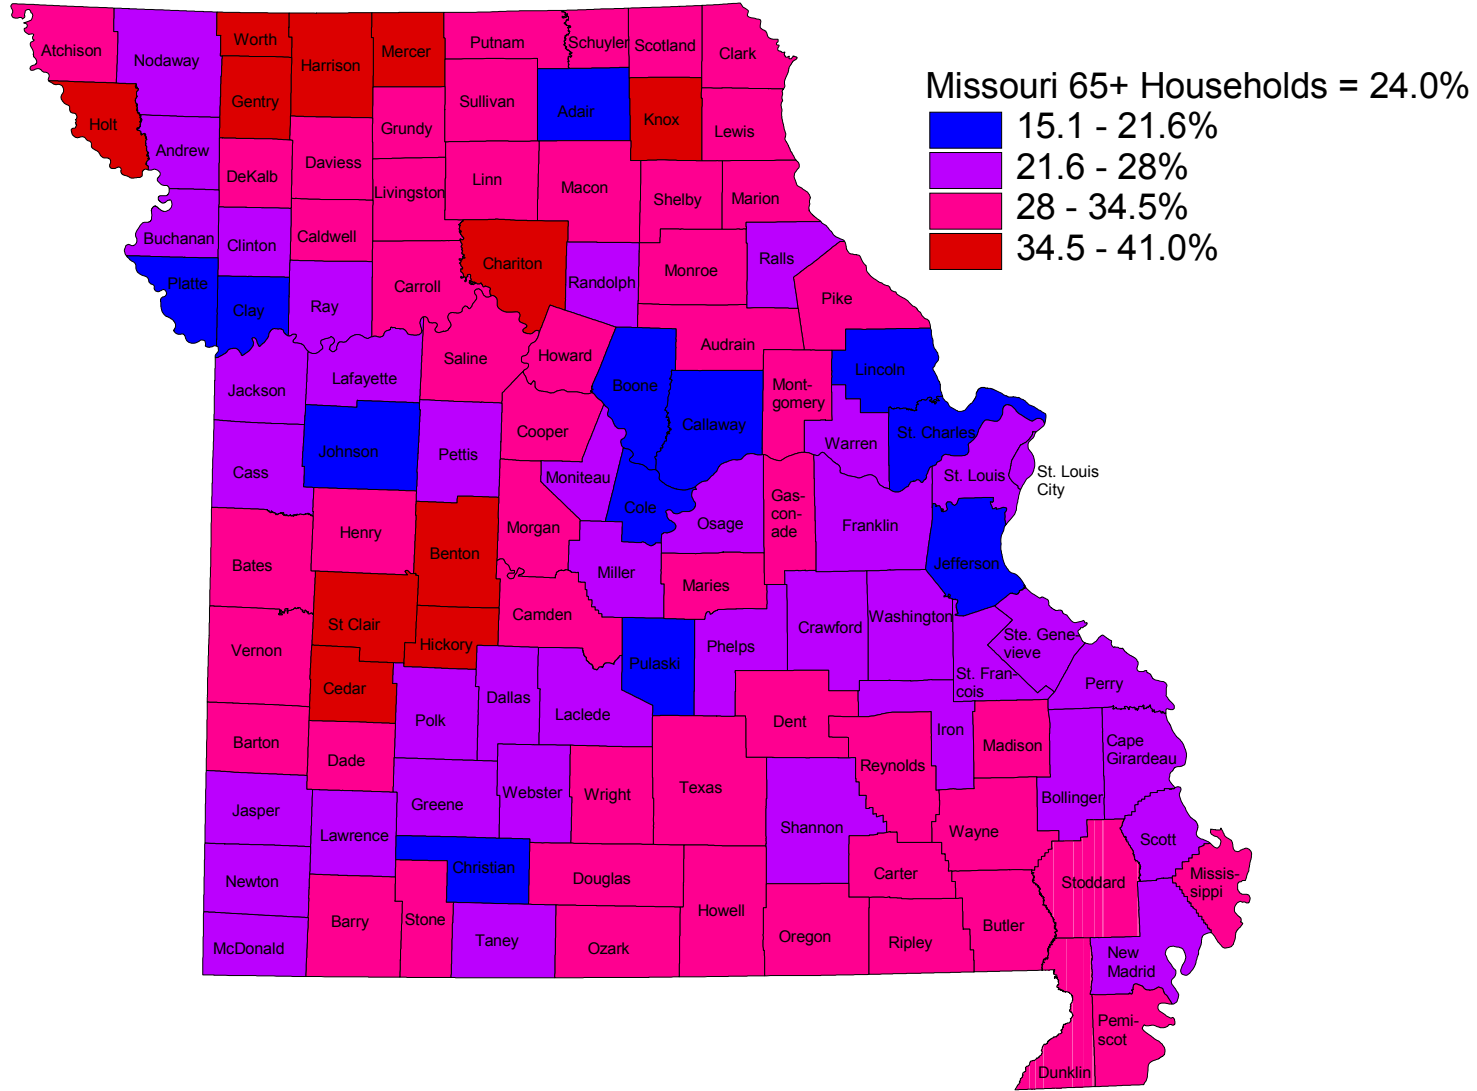 Missouri 65+ Households = 24.0%
15.1 - 21.6%
21.6 - 28%
28 - 34.5%
34.5 - 41.0%
Atchison
Nodaway
Worth
Harrison
Mercer
Putnam
Schuyler
Scotland
Clark
Holt
Gentry
Sullivan
Adair
Knox
Lewis
Andrew
DeKalb
Daviess
Grundy
Livingston
Linn
Macon
Shelby
Marion
Buchanan
Clinton
Caldwell
Carroll
Chariton
Randolph
Monroe
Ralls
Pike
Platte
Clay
Ray
Saline
Howard
Boone
Audrain
Callaway
Mont-
gomery
Lincoln
Warren
St. Charles
St. Louis
St. Louis
City
Jackson
Lafayette
Johnson
Pettis
Cooper
Moniteau
Cole
Osage
Gas-
con-
ade
Franklin
Jefferson
Cass
Henry
Benton
Morgan
Miller
Maries
Bates
St Clair
Hickory
Camden
Pulaski
Phelps
Crawford
Washington
Ste. Gene-
vieve
St. Fran-
cois
Perry
Vernon
Cedar
Polk
Dallas
Laclede
Dent
Iron
Madison
Cape
Girardeau
Bollinger
Barton
Dade
Greene
Webster
Wright
Texas
Shannon
Reynolds
Wayne
Scott
Jasper
Lawrence
Christian
Douglas
Howell
Carter
Stoddard
Missis-
sippi
Newton
McDonald
Barry
Stone
Taney
Ozark
Oregon
Ripley
Butler
New
Madrid
Pemi-
scot
Dunklin